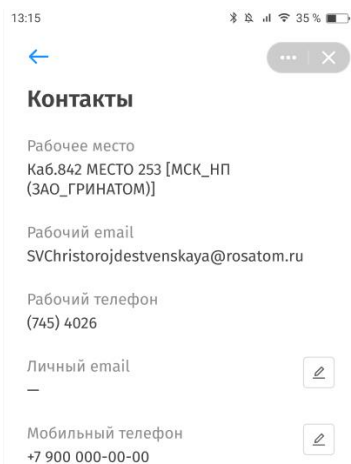 13:15
35 %
Контакты
Рабочее место
Каб.842 МЕСТО 253 [МСК_НП
(ЗАО_ГРИНАТОМ)]
Рабочий email
SVChristorojdestvenskaya@rosatom.ru
Рабочий телефон
(745) 4026
Личный email
—
Мобильный телефон
+7 900 000-00-00